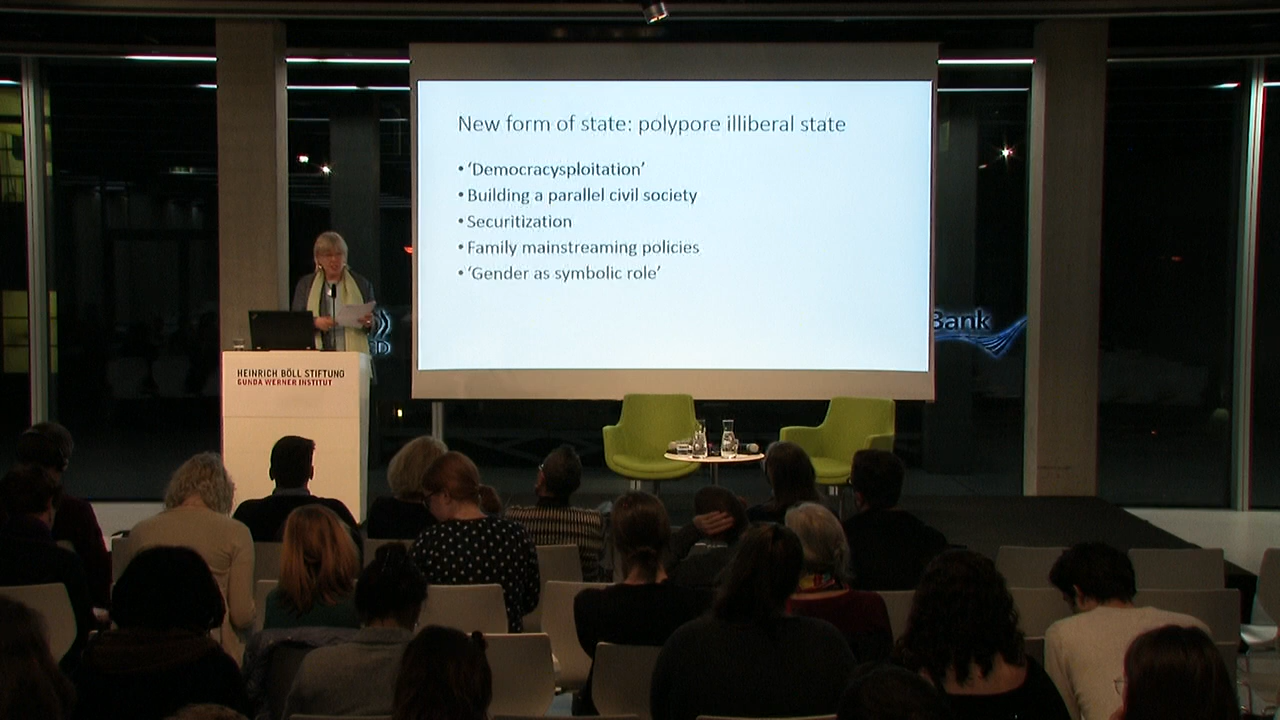 New form of state: polypore illiberal state
• ‘Democracysploitation’
• Building a parallel civil society
• Securitization
• Family mainstreaming policies
• ‘Gender as symbolic role’
Bank
HEINRICH BÖLL STIFTUNG
GUNDA WERNER INSTITUT